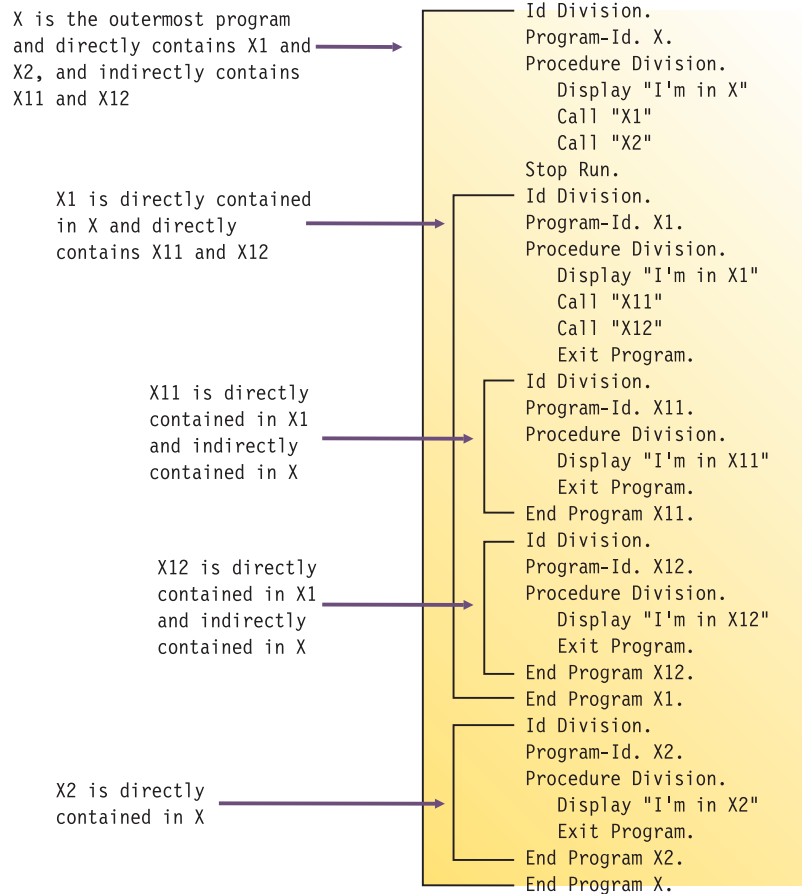 X is the outermost program
and directly contains X1 and
X2, and indirectly contains
X11 and X12
X1 is directly contained
in X and directly
contains X11 and X12
X11 is directly
contained in X1
and indirectly
contained in X
X12 is directly
contained in X1
and indirectly
contained in X
X2 is directly
contained in X
Id Division.
Program-Id. X.
Procedure Division.
Display "I'm in X"
Call "X1"
Call "X2"
Stop Run.
Id Division.
Program-Id. X1.
Procedure Division.
Display "I'm in X1"
Call "X11"
Call "X12"
Exit Program.
Id Division.
Program-Id. X11.
Procedure Division.
Display "I'm in X11"
Exit Program.
End Program X11.
Id Division.
Program-Id. X12.
Procedure Division.
Display "I'm in X12"
Exit Program.
End Program X12.
End Program X1.
Id Division.
Program-Id. X2.
Procedure Division.
Display "I'm in X2"
Exit Program.
End Program X2.
End Program X.